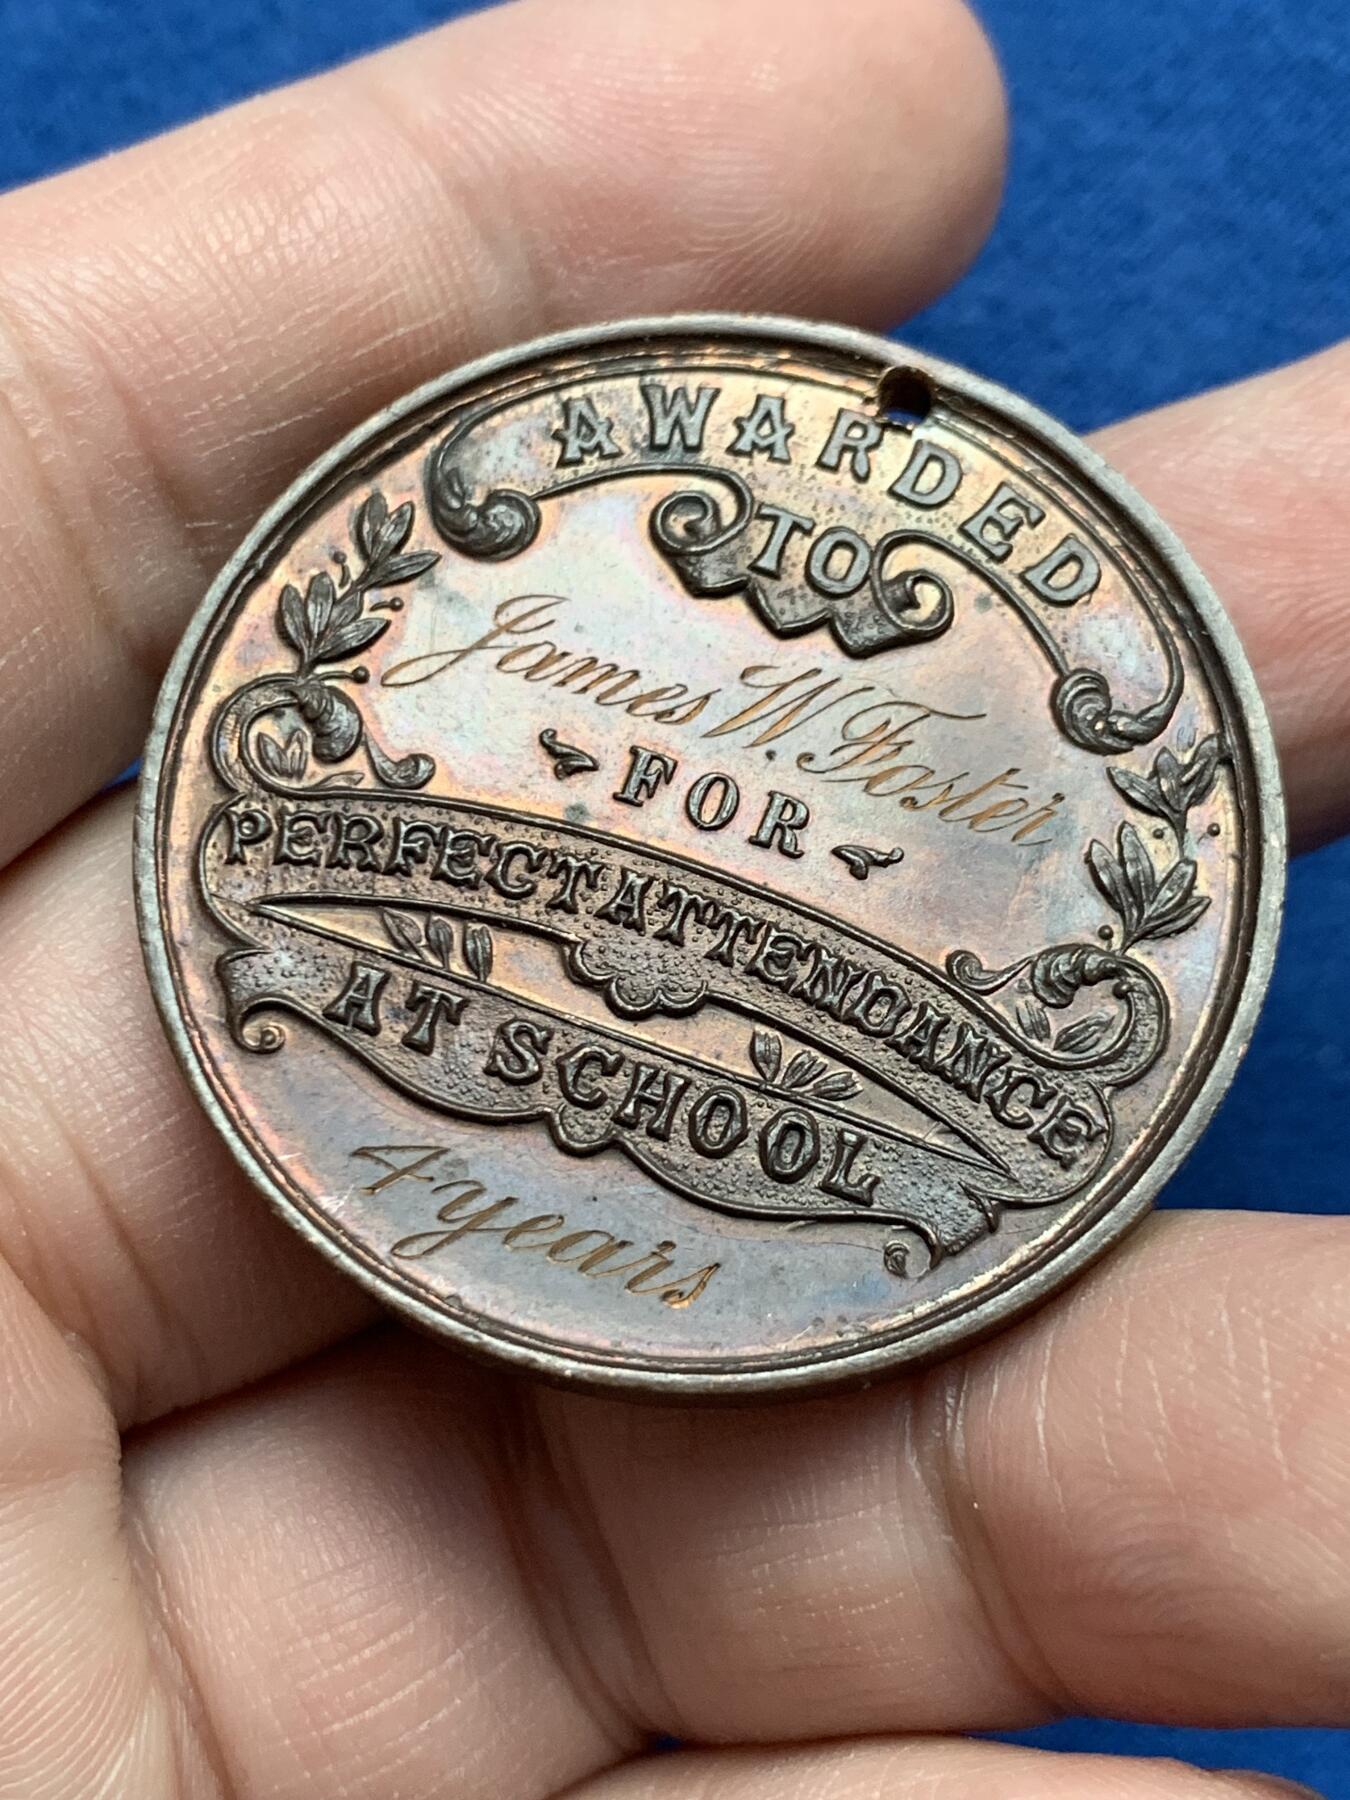 AWARDED
TO
James W. Foster
FOR
PERFECT ATTENDANCE
AT SCHOOL
4 years